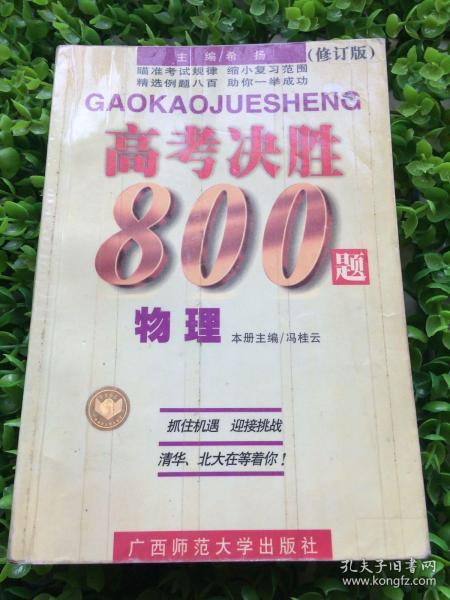 主 编/希 扬
(修订版)
瞄准考试规律 缩小复习范围
精选例题八百 助你一举成功
GAOKAOJUESHENG
高考决胜
800
题
物理 本册主编/冯桂云
抓住机遇 迎接挑战
清华、北大在等着你!
广西师范大学出版社
孔夫子旧书网
www.kongfz.com